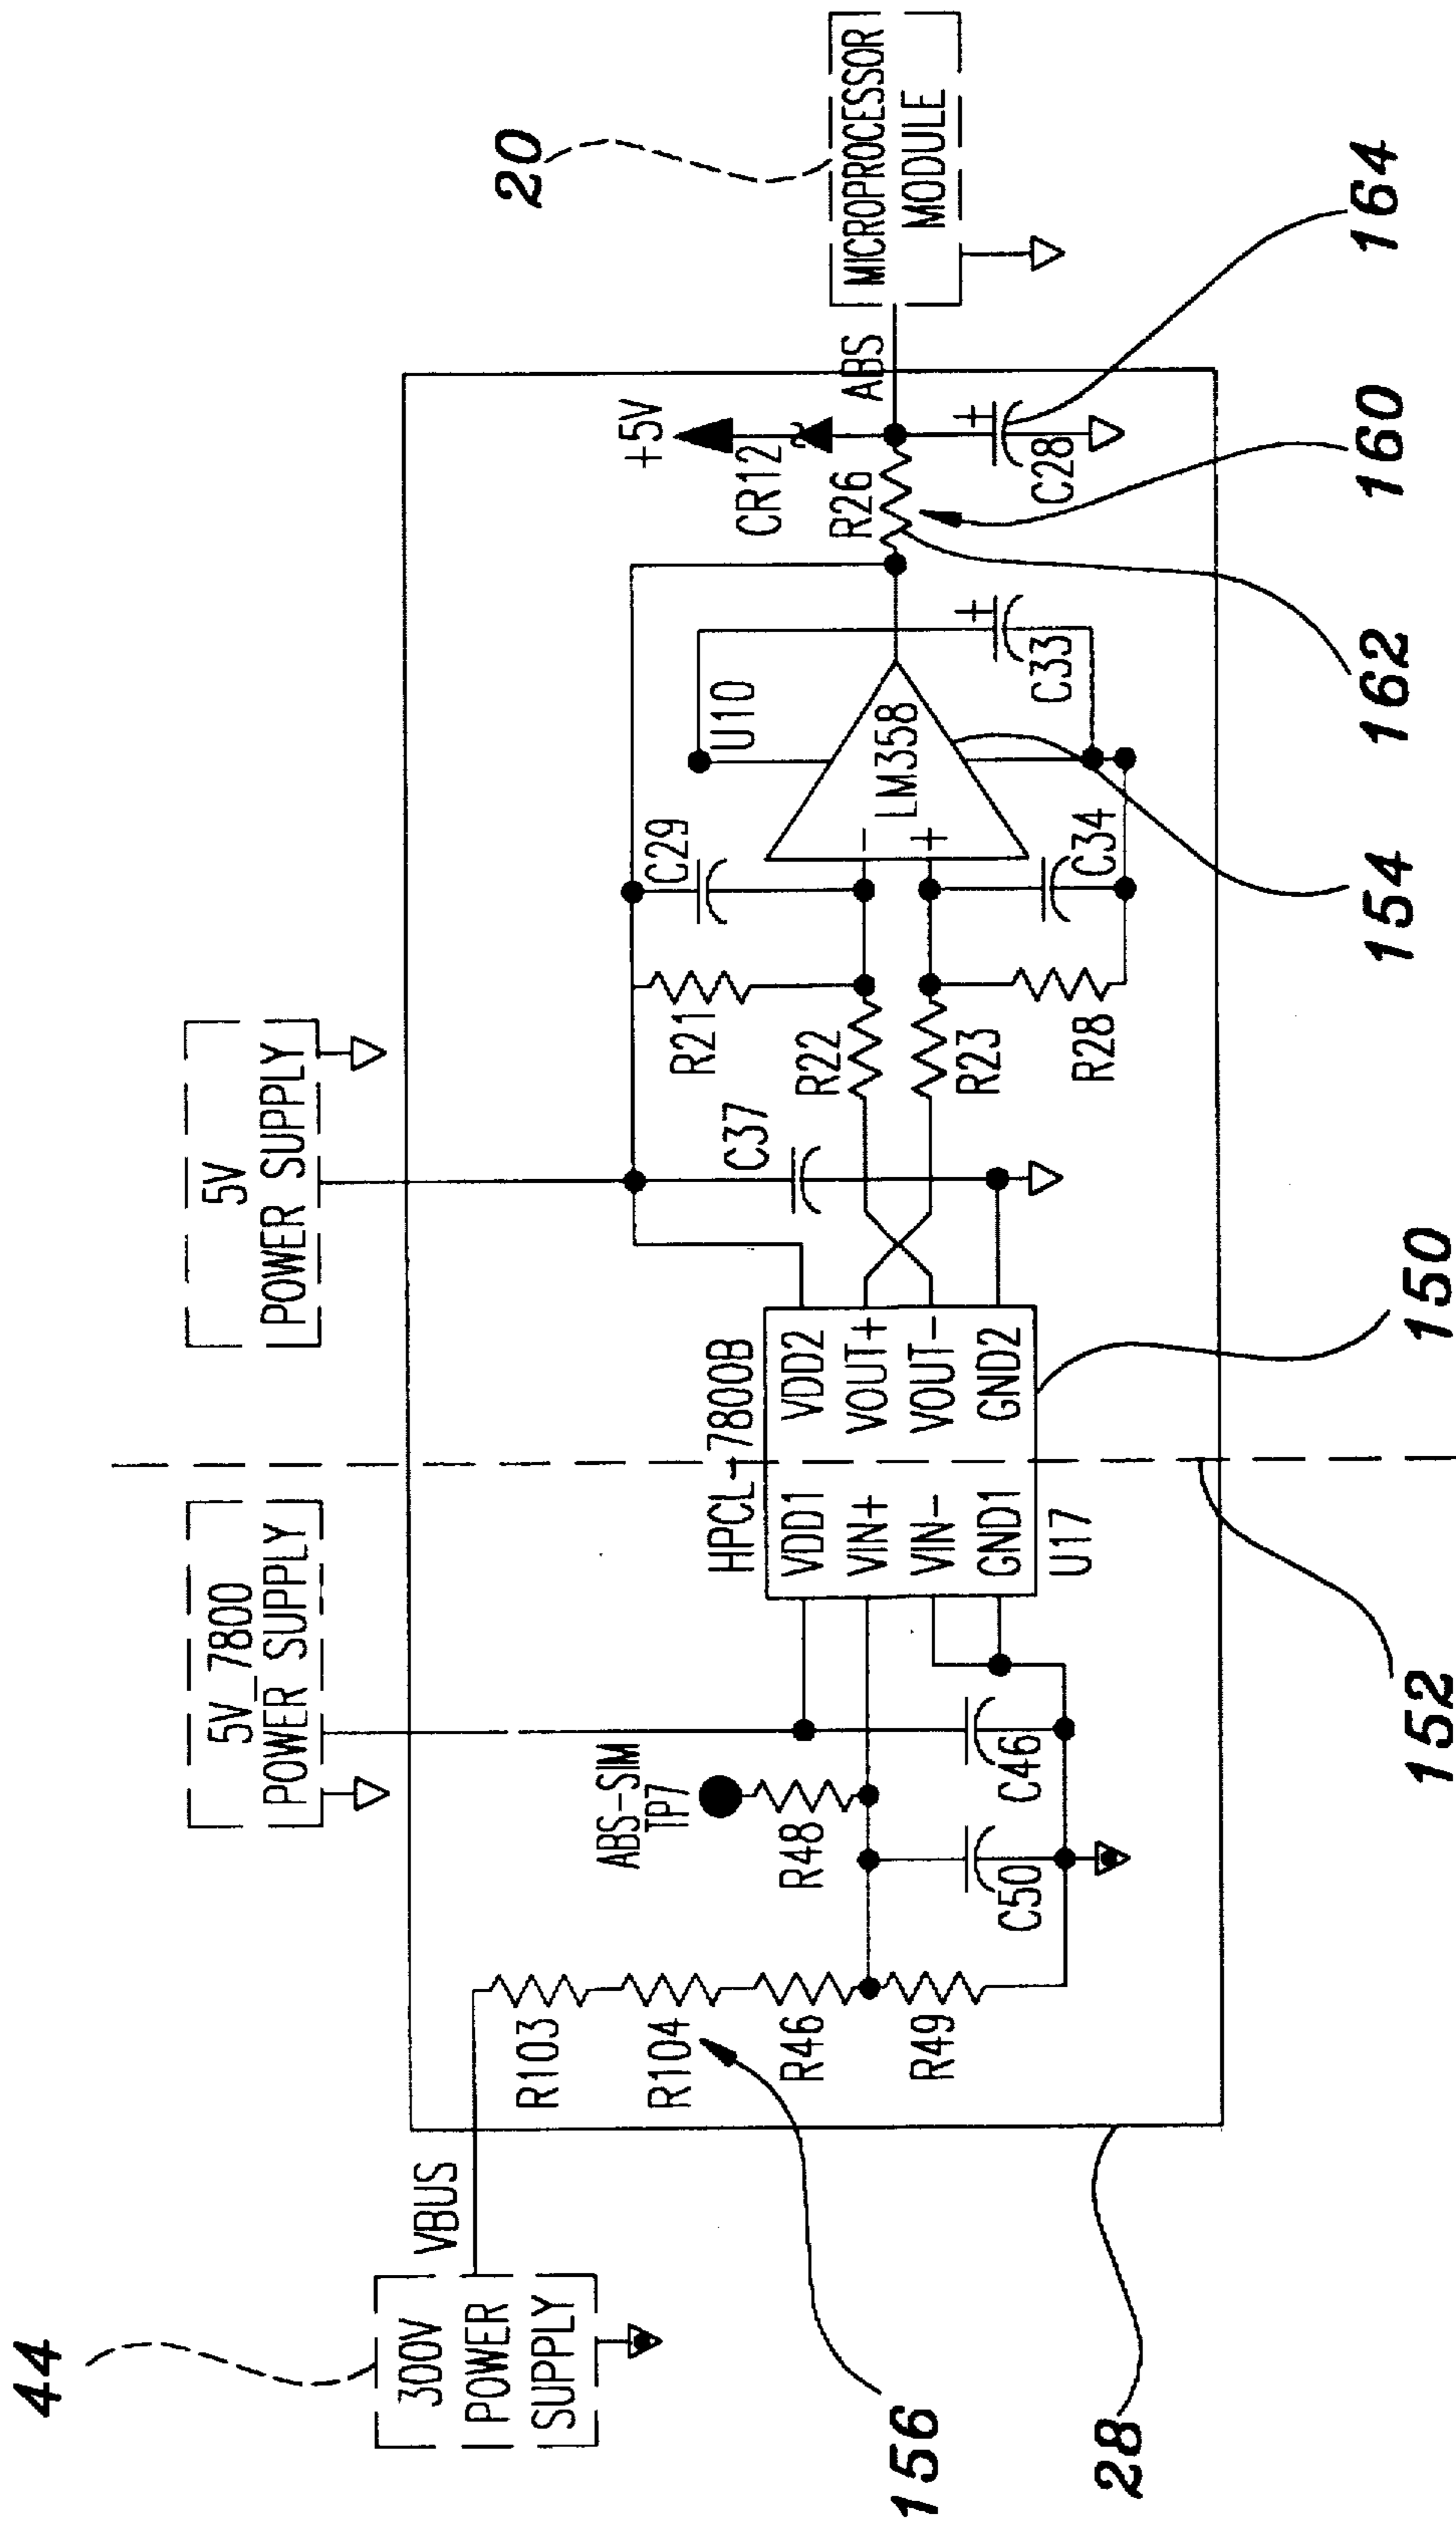 44
300V
POWER
SUPPLY
VBUS
5V_7800
POWER SUPPLY
5V
POWER SUPPLY
20
MICROPROCESSOR
MODULE
R103
R104
R46
R49
156
28
ABS-SIM
TP7
R48
C50
C46
HPCL-7800B
VDD1
VIN+
VIN-
GND1
VDD2
VOUT+
VOUT-
GND2
U17
152
150
C37
R21
R22
R23
R28
C29
C34
-
+
LM358
U10
+
C33
154
162
160
164
+5V
CR12
R26
ABS
+
C28